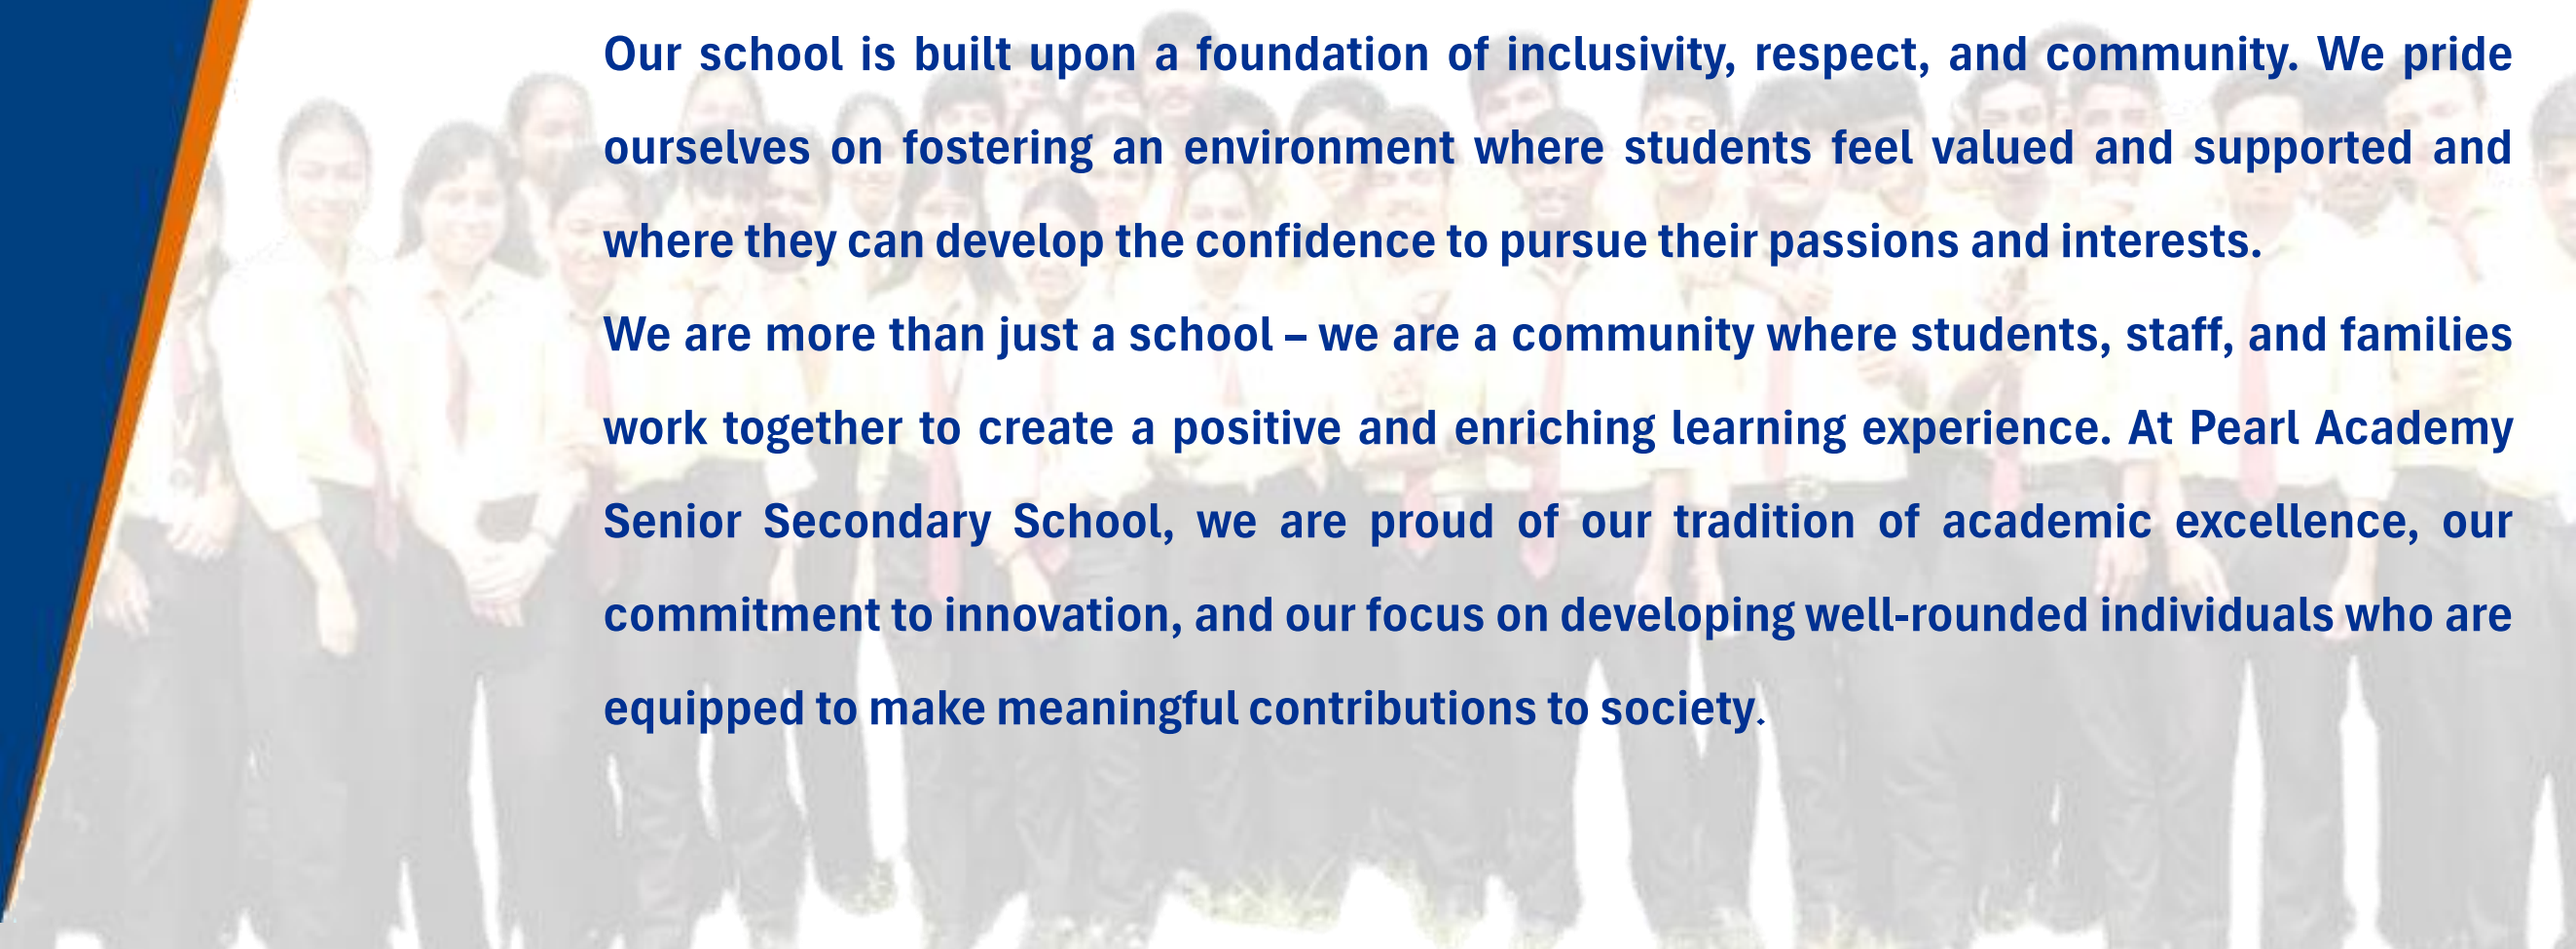 Our school is built upon a foundation of inclusivity, respect, and community. We pride
ourselves on fostering an environment where students feel valued and supported and
where they can develop the confidence to pursue their passions and interests.
We are more than just a school – we are a community where students, staff, and families
work together to create a positive and enriching learning experience. At Pearl Academy
Senior Secondary School, we are proud of our tradition of academic excellence, our
commitment to innovation, and our focus on developing well-rounded individuals who are
equipped to make meaningful contributions to society.